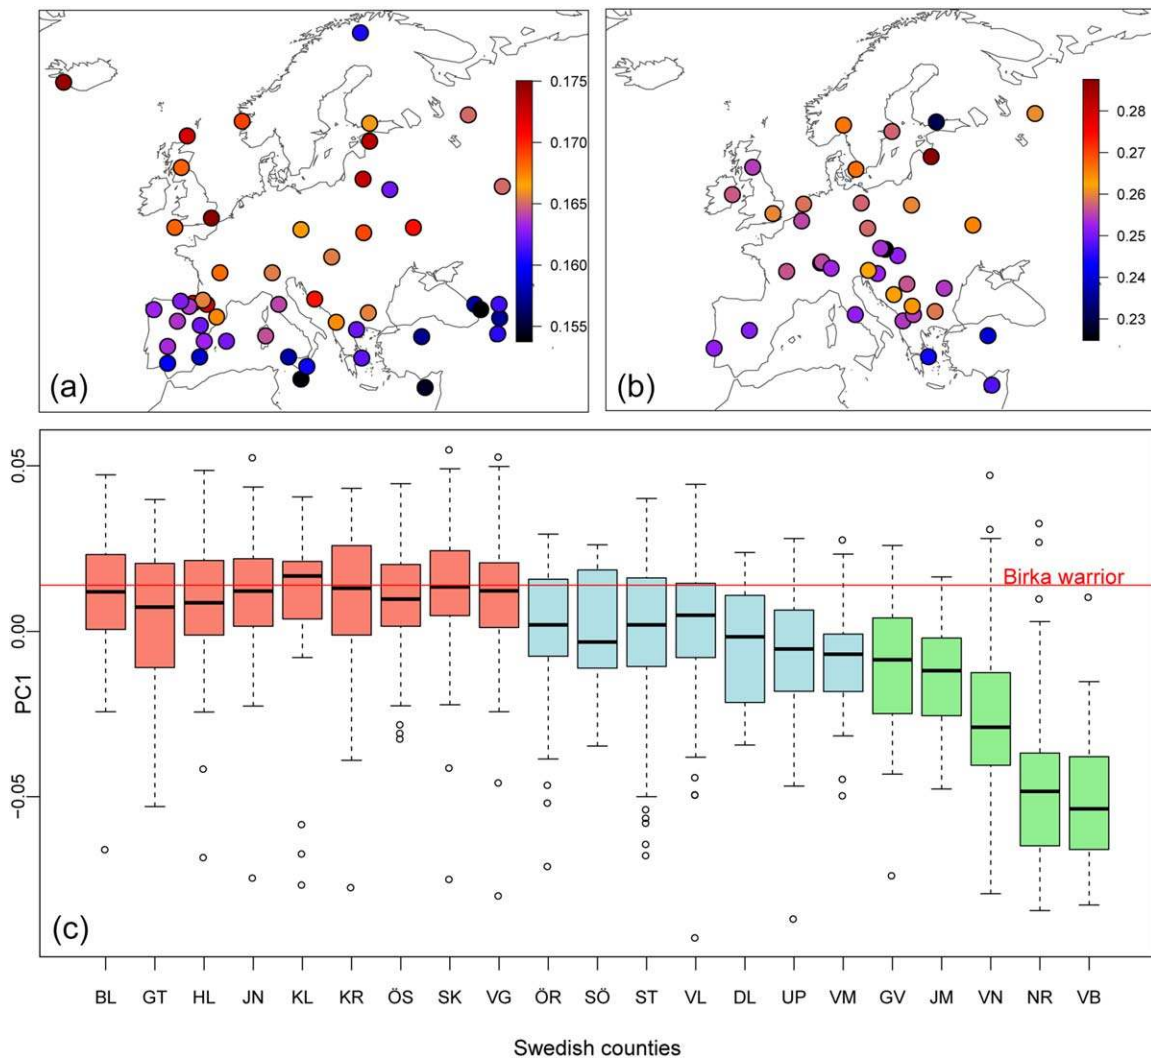 0.175
0.170
0.165
0.160
0.155
(a)
0.28
0.27
0.26
0.25
0.24
0.23
(b)
0.05
0.00
−0.05
PC1
Birka warrior
(c)
BL GT HL JN KL KR ÖS SK VG ÖR SÖ ST VL DL UP VM GV JM VN NR VB
Swedish counties